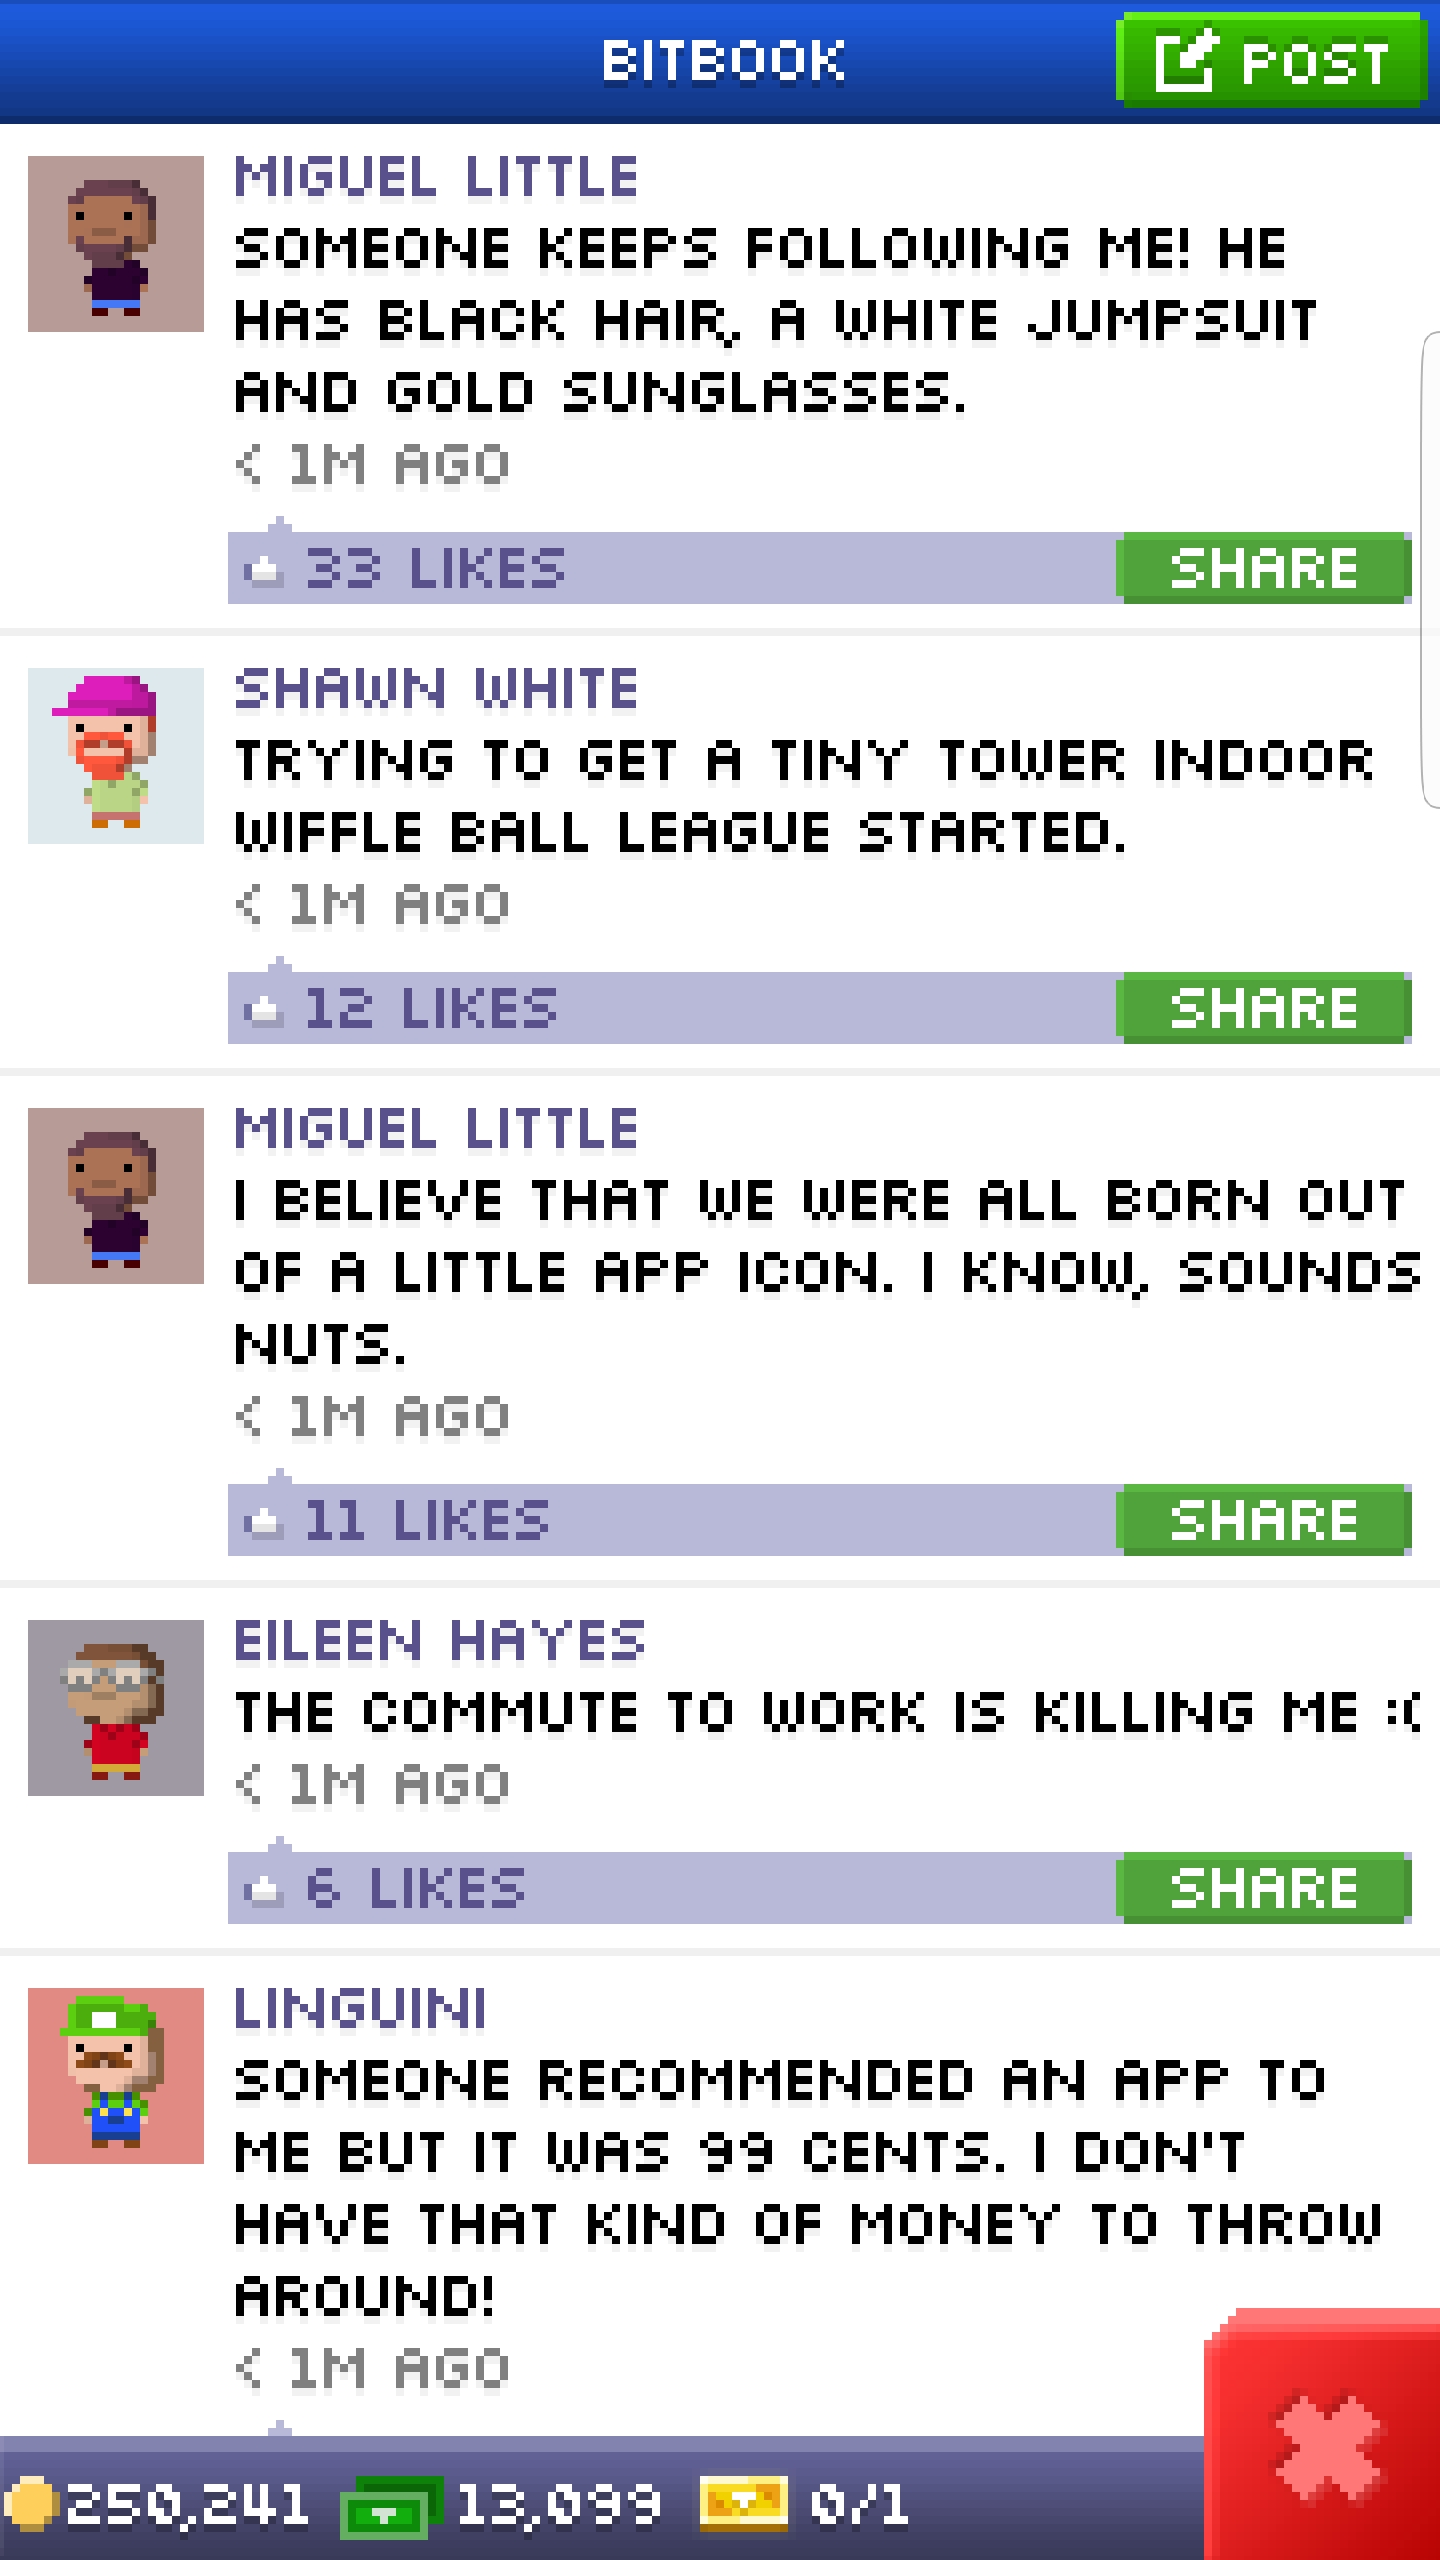 BITBOOK
POST
MIGUEL LITTLE
SOMEONE KEEPS FOLLOWING ME! HE
HAS BLACK HAIR, A WHITE JUMPSUIT
AND GOLD SUNGLASSES.
< 1M AGO
33 LIKES
SHARE
SHAWN WHITE
TRYING TO GET A TINY TOWER INDOOR
WIFFLE BALL LEAGUE STARTED.
< 1M AGO
12 LIKES
SHARE
MIGUEL LITTLE
I BELIEVE THAT WE WERE ALL BORN OUT
OF A LITTLE APP ICON. I KNOW, SOUNDS
NUTS.
< 1M AGO
11 LIKES
SHARE
EILEEN HAYES
THE COMMUTE TO WORK IS KILLING ME :(
< 1M AGO
6 LIKES
SHARE
LINGUINI
SOMEONE RECOMMENDED AN APP TO
ME BUT IT WAS 99 CENTS. I DON'T
HAVE THAT KIND OF MONEY TO THROW
AROUND!
< 1M AGO
250,241 13,099 0/1